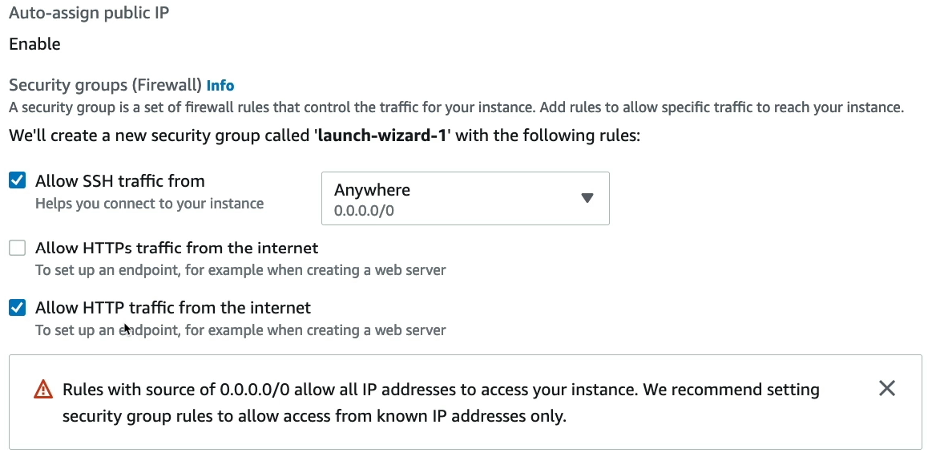 Auto-assign public IP
Enable
Security groups (Firewall) Info
A security group is a set of firewall rules that control the traffic for your instance. Add rules to allow specific traffic to reach your instance.
We'll create a new security group called 'launch-wizard-1' with the following rules:
Allow SSH traffic from
Helps you connect to your instance
Anywhere
0.0.0.0/0
Allow HTTPs traffic from the internet
To set up an endpoint, for example when creating a web server
Allow HTTP traffic from the internet
To set up an endpoint, for example when creating a web server
Rules with source of 0.0.0.0/0 allow all IP addresses to access your instance. We recommend setting
security group rules to allow access from known IP addresses only.